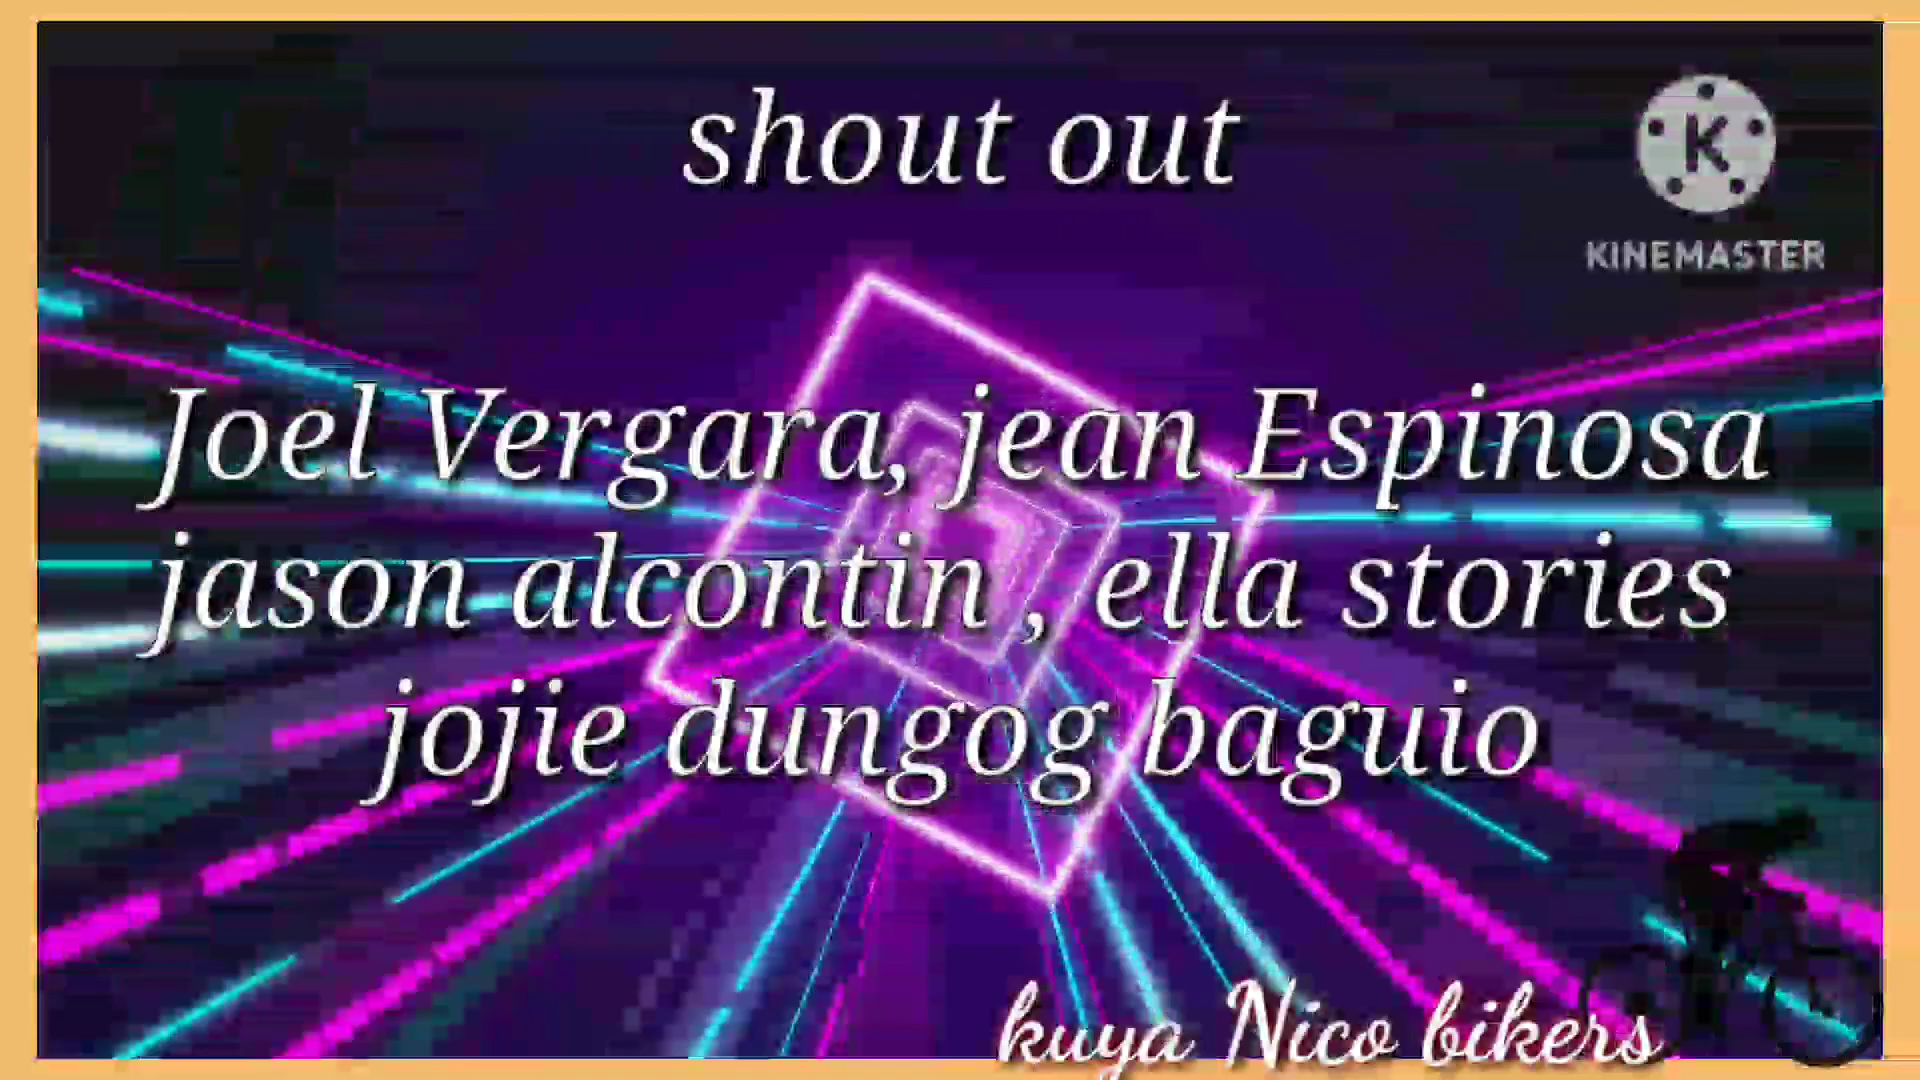 shout out
K
KINEMASTER
Joel Vergara, jean Espinosa
jason alcontin , ella stories
jojie dungog baguio
kuya Nico bikers